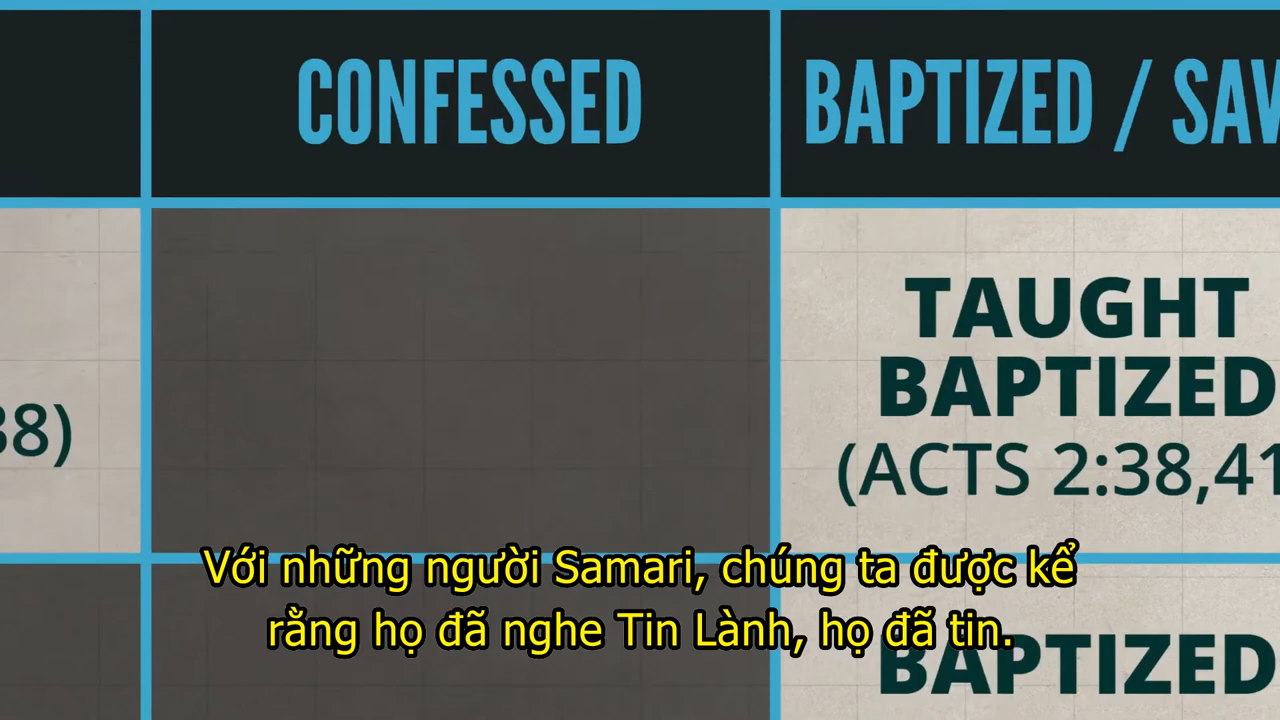 CONFESSED
BAPTIZED / SAV
TAUGHT
BAPTIZED
38)
(ACTS 2:38,41
Với những người Samari, chúng ta được kể
rằng họ đã nghe Tin Lành, họ đã tin.
BAPTIZED